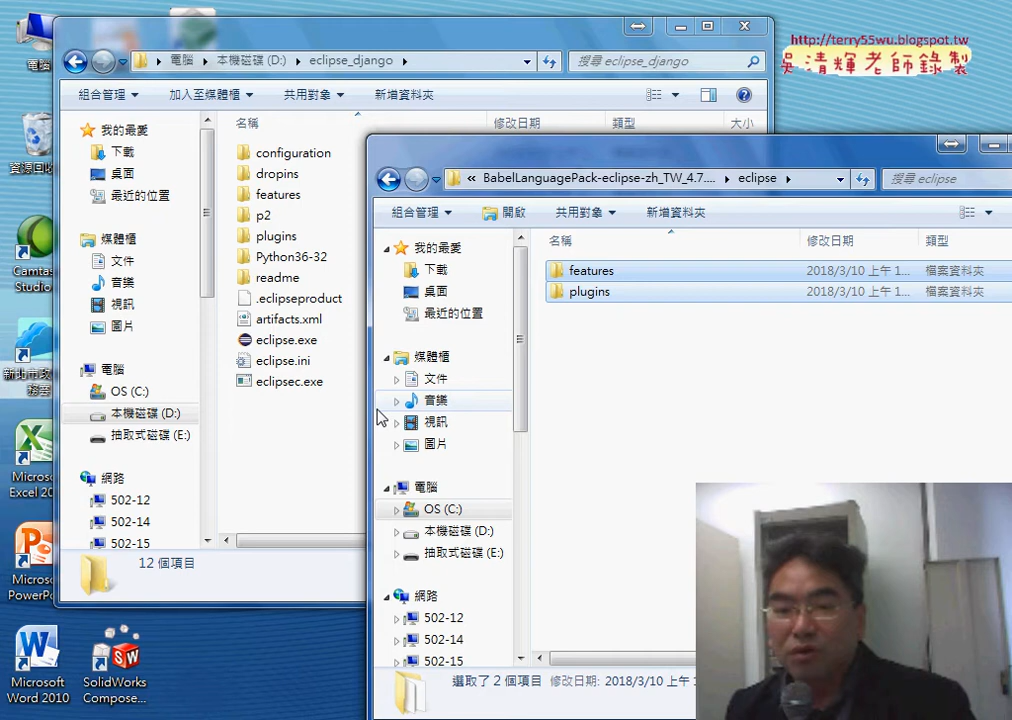 http://terry55wu.blogspot.tw
吳清輝老師錄製
電腦
資源回收
Camtas
Studio
新北市政
務雲
Microso
Excel 20
Microso
PowerPo
Microsoft
Word 2010
SolidWorks
Compose...
電腦 本機磁碟 (D:) eclipse_django
搜尋 eclipse_django
組合管理 加入至媒體櫃 共用對象 新增資料夾
名稱 修改日期 類型 大小
我的最愛
下載
桌面
最近的位置
媒體櫃
文件
音樂
視訊
圖片
電腦
OS (C:)
本機磁碟 (D:)
抽取式磁碟 (E:)
網路
502-12
502-14
502-15
configuration
dropins
features
p2
plugins
Python36-32
readme
.eclipseproduct
artifacts.xml
eclipse.exe
eclipse.ini
eclipsec.exe
12 個項目
« BabelLanguagePack-eclipse-zh_TW_4.7.... eclipse
搜尋 eclipse
組合管理 開啟 共用對象 新增資料夾
名稱 修改日期 類型
我的最愛
下載
桌面
最近的位置
媒體櫃
文件
音樂
視訊
圖片
電腦
OS (C:)
本機磁碟 (D:)
抽取式磁碟 (E:)
網路
502-12
502-14
502-15
features 2018/3/10 上午 1... 檔案資料夾
plugins 2018/3/10 上午 1... 檔案資料夾
選取了 2 個項目 修改日期: 2018/3/10 上午 1